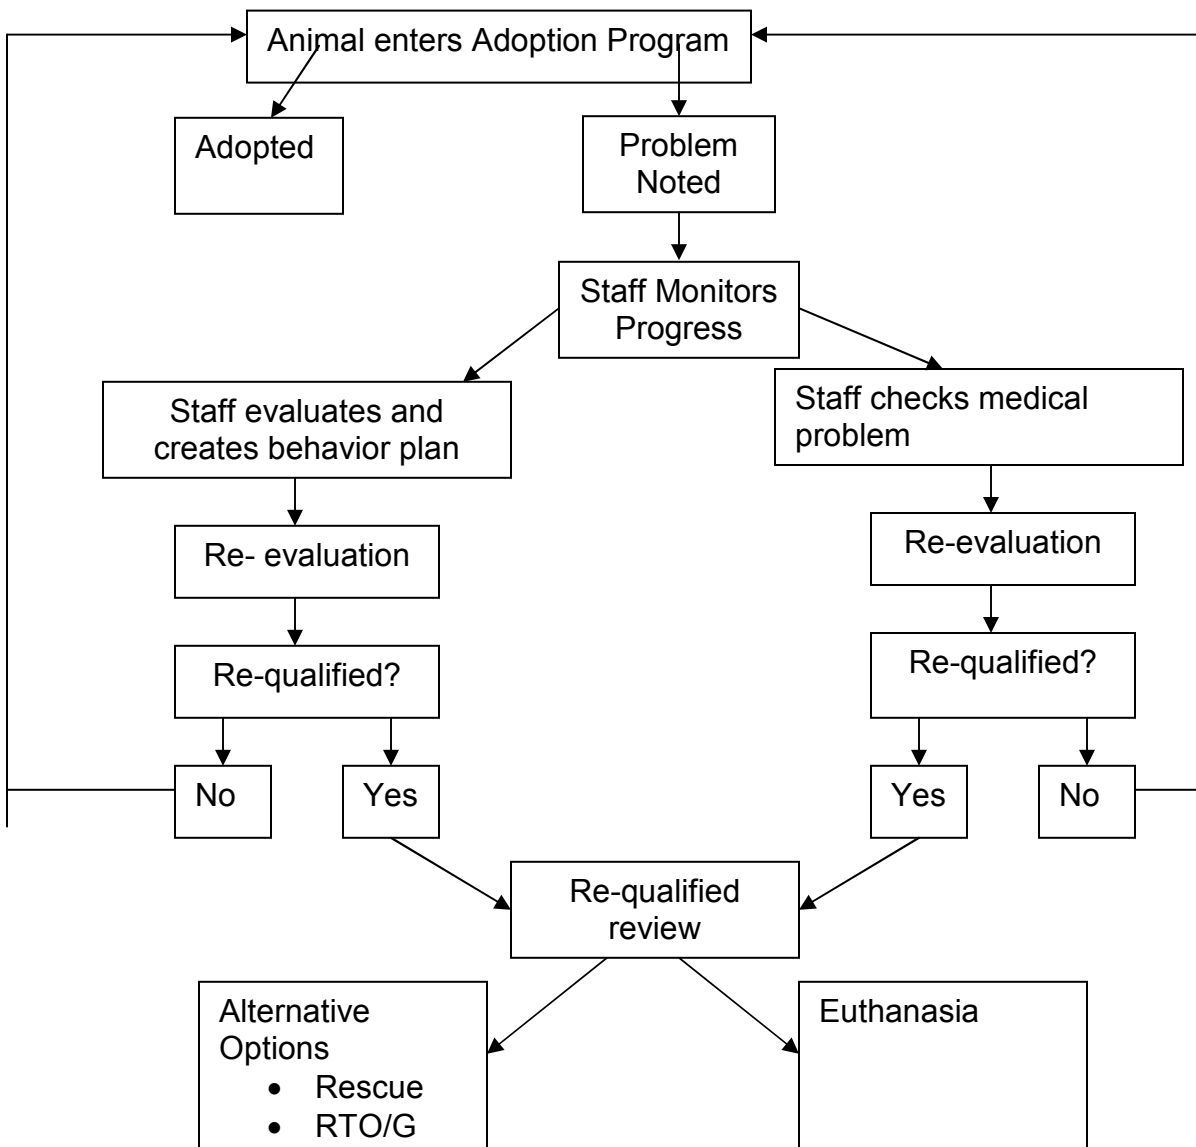 Animal enters Adoption Program
Adopted
Problem
Noted
Staff Monitors
Progress
Staff evaluates and
creates behavior plan
Staff checks medical
problem
Re- evaluation
Re-evaluation
Re-qualified?
Re-qualified?
No
Yes
Yes
No
Re-qualified
review
Alternative
Options
• Rescue
• RTO/G
Euthanasia